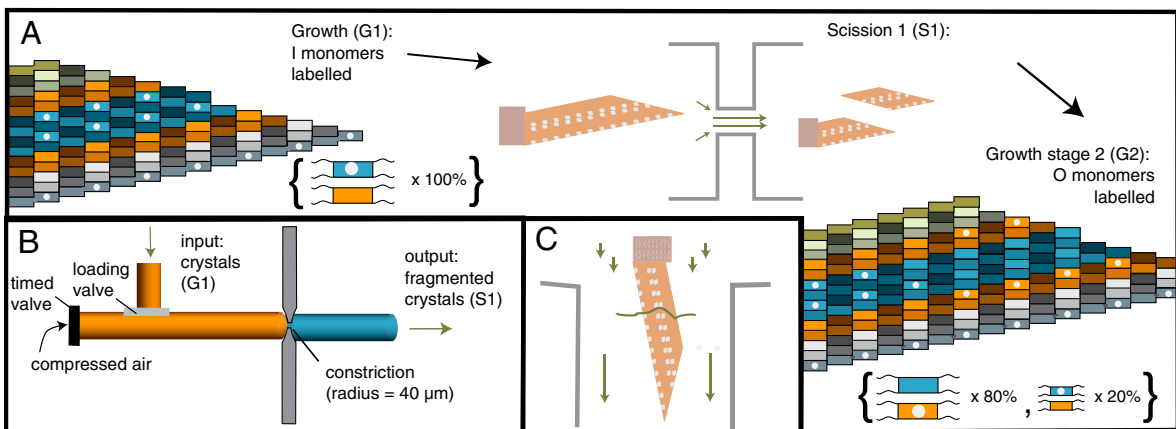 A
Growth (G1):
I monomers
labelled
{ x 100% }
Scission 1 (S1):
Growth stage 2 (G2):
O monomers
labelled
{ x 80% , x 20% }
B
input:
crystals
(G1)
loading
valve
timed
valve
compressed air
output:
fragmented
crystals (S1)
constriction
(radius = 40 μm)
C